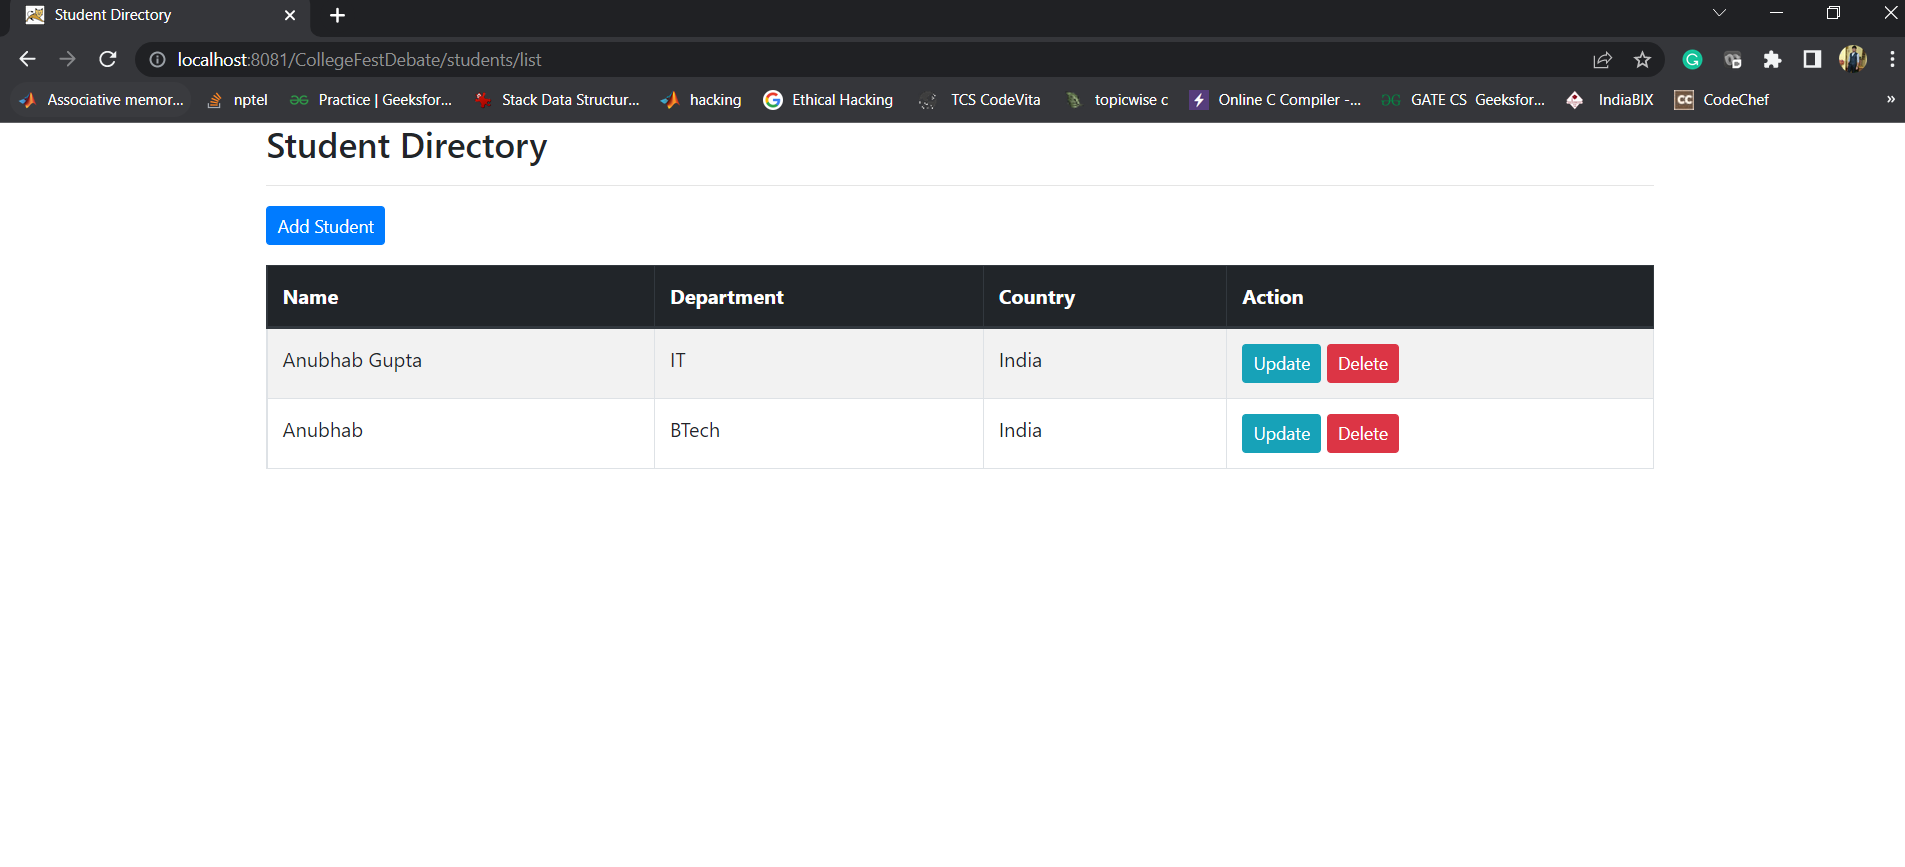 Student Directory
localhost:8081/CollegeFestDebate/students/list
Associative memor... nptel Practice | Geeksfor... Stack Data Structur... hacking Ethical Hacking TCS CodeVita topicwise c Online C Compiler -... GATE CS Geeksfor... IndiaBIX CC CodeChef »
Student Directory
Add Student
Name Department Country Action
Anubhab Gupta IT India Update Delete
Anubhab BTech India Update Delete